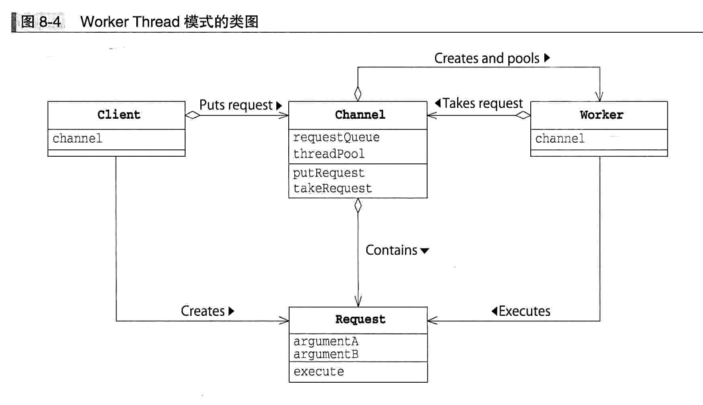 图 8-4 Worker Thread 模式的类图
Creates and pools ▶
Client
Puts request ▶
Channel
◀Takes request
Worker
channel
requestQueue
threadPool
channel
putRequest
takeRequest
Contains ▼
Creates ▶
Request
◀Executes
argumentA
argumentB
execute